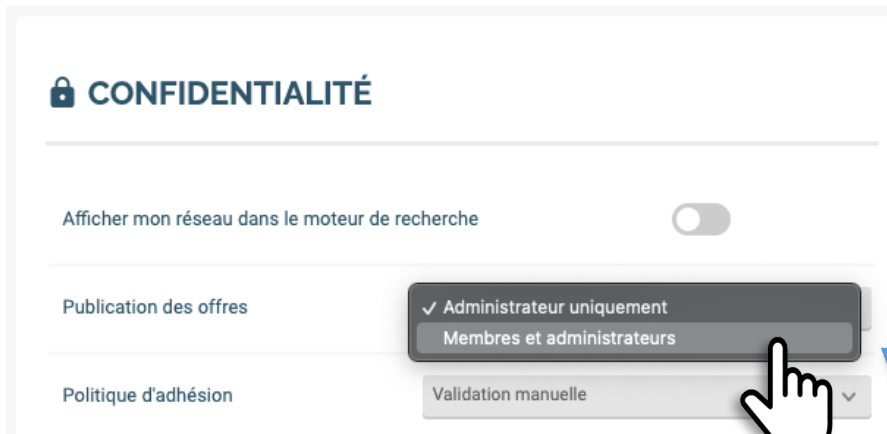 CONFIDENTIALITÉ
Afficher mon réseau dans le moteur de recherche
Publication des offres
✓ Administrateur uniquement
Membres et administrateurs
Politique d'adhésion
Validation manuelle